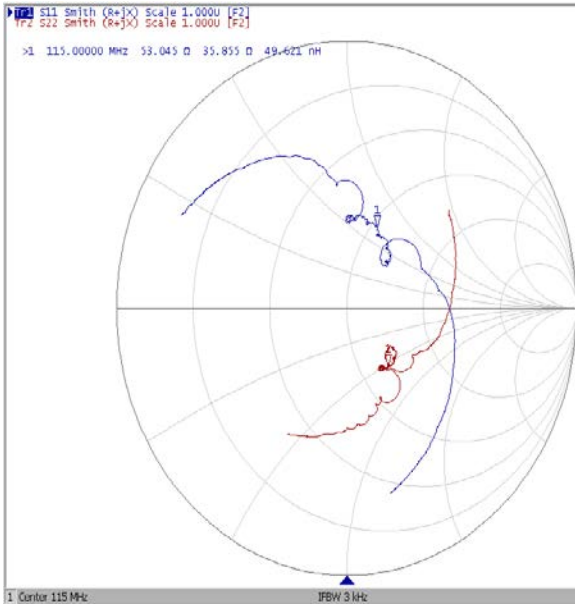 Tr1 S11 Smith (R+jX) Scale 1.000U [F2]
Tr2 S22 Smith (R+jX) Scale 1.000U [F2]
>1 115.00000 MHz 53.045 Ω 35.855 Ω 49.621 nH
1
1 Center 115 MHz IFBW 3 kHz